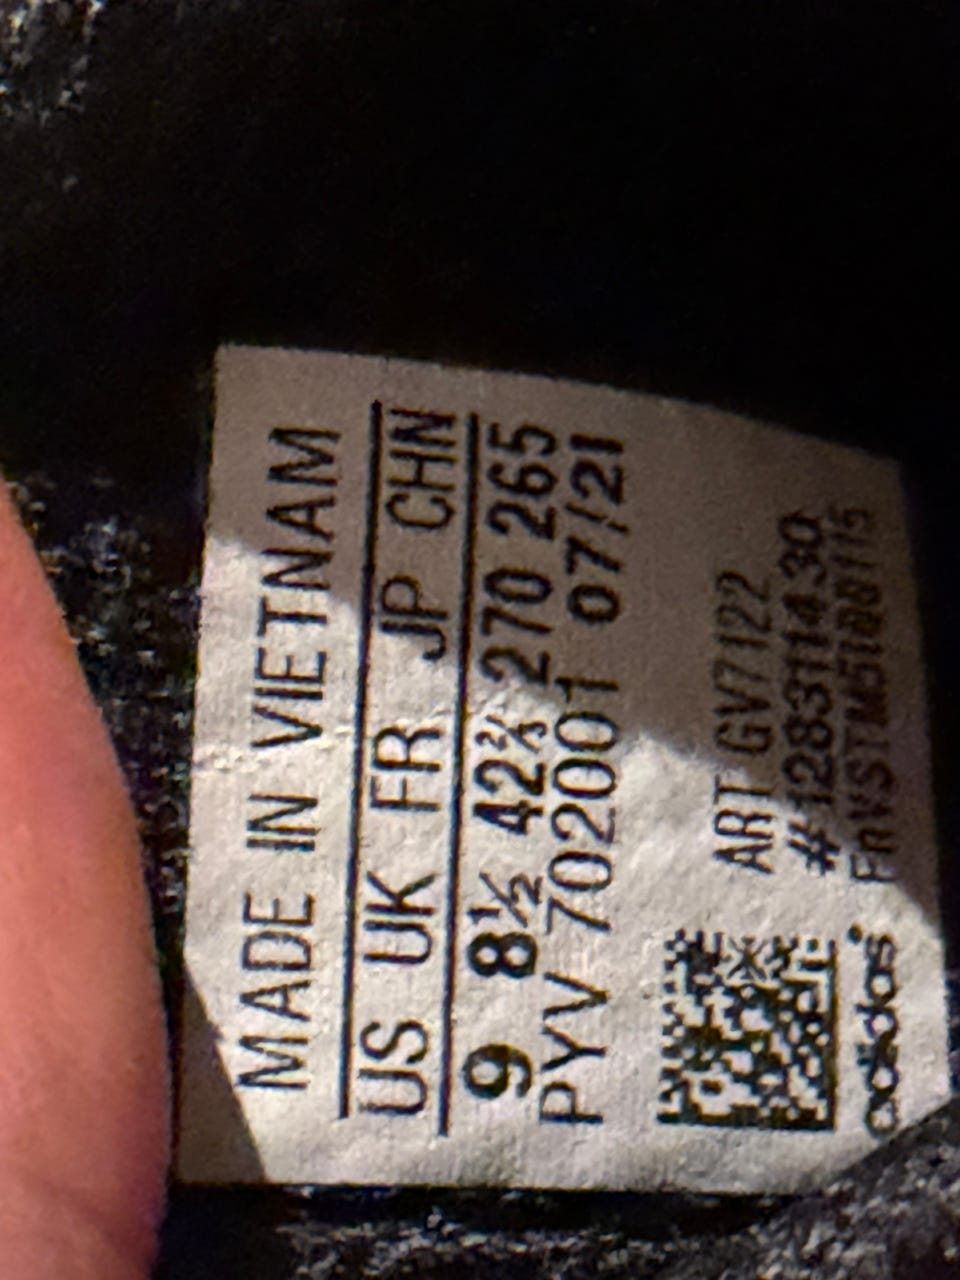 MADE IN VIETNAM
US UK FR JP CHN
9 8½ 42⅔ 270 265
PYV 702001 07/21
ART GV7122
#128311430
adidas